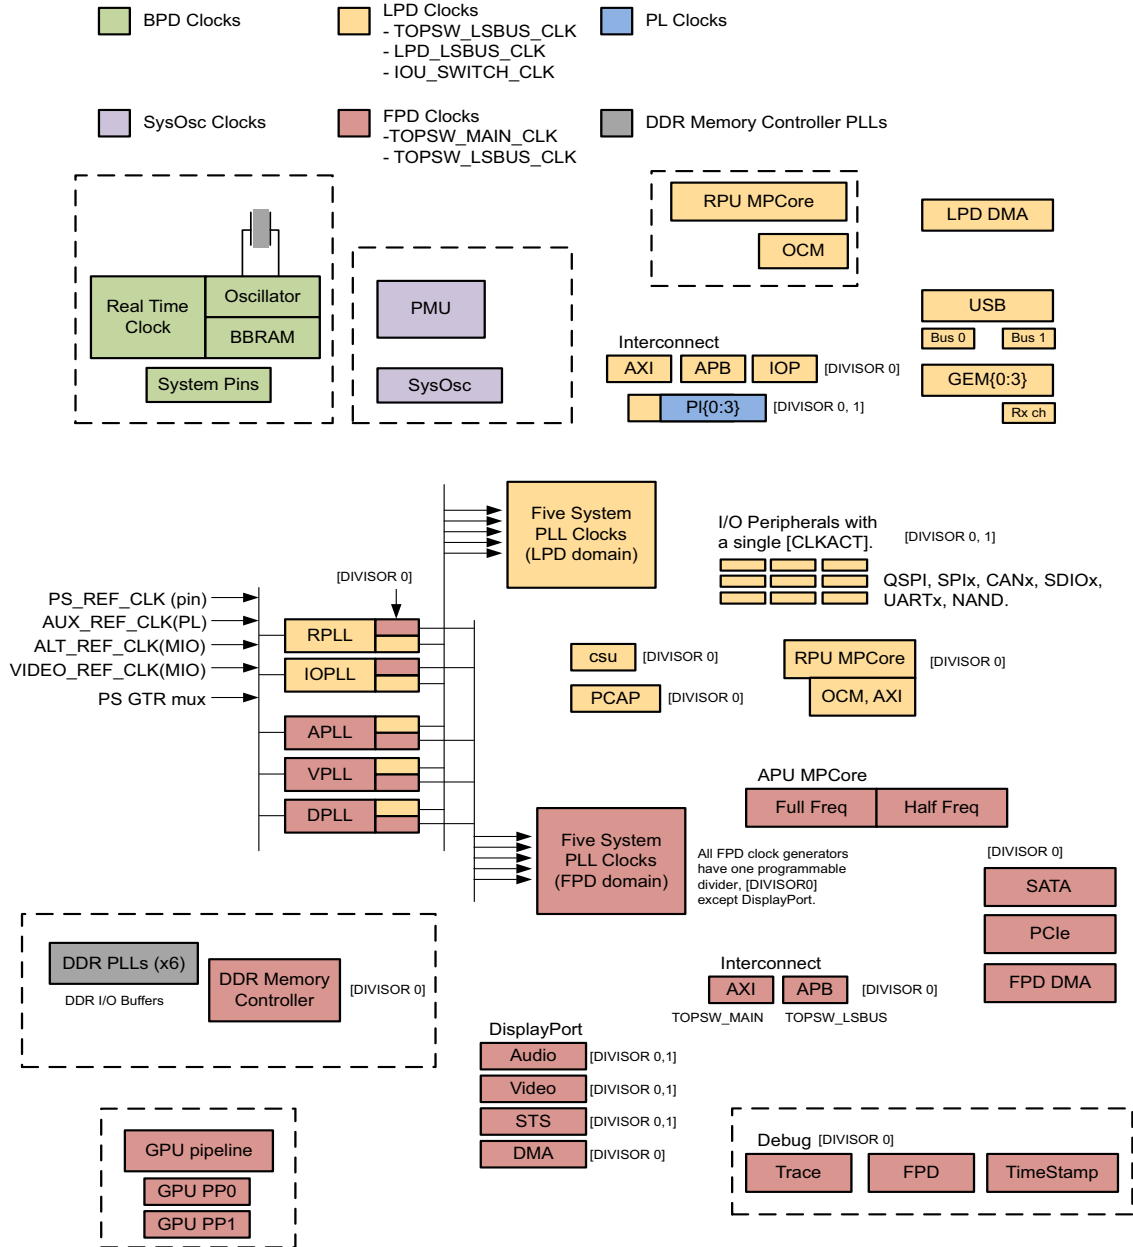 BPD Clocks
LPD Clocks
- TOPSW_LSBUS_CLK
- LPD_LSBUS_CLK
- IOU_SWITCH_CLK
PL Clocks
SysOsc Clocks
FPD Clocks
-TOPSW_MAIN_CLK
- TOPSW_LSBUS_CLK
DDR Memory Controller PLLs
Real Time
Clock
Oscillator
BBRAM
System Pins
PMU
SysOsc
RPU MPCore
OCM
LPD DMA
USB
Bus 0
Bus 1
GEM{0:3}
Rx ch
Interconnect
AXI
APB
IOP
[DIVISOR 0]
Pl{0:3}
[DIVISOR 0, 1]
Five System
PLL Clocks
(LPD domain)
I/O Peripherals with
a single [CLKACT].
[DIVISOR 0, 1]
QSPI, SPIx, CANx, SDIOx,
UARTx, NAND.
[DIVISOR 0]
PS_REF_CLK (pin)
AUX_REF_CLK(PL)
ALT_REF_CLK(MIO)
VIDEO_REF_CLK(MIO)
PS GTR mux
RPLL
IOPLL
APLL
VPLL
DPLL
csu
[DIVISOR 0]
PCAP
[DIVISOR 0]
RPU MPCore
[DIVISOR 0]
OCM, AXI
APU MPCore
Full Freq
Half Freq
Five System
PLL Clocks
(FPD domain)
All FPD clock generators
have one programmable
divider, [DIVISOR0]
except DisplayPort.
[DIVISOR 0]
SATA
PCIe
FPD DMA
DDR PLLs (x6)
DDR I/O Buffers
DDR Memory
Controller
[DIVISOR 0]
Interconnect
AXI
APB
[DIVISOR 0]
TOPSW_MAIN
TOPSW_LSBUS
DisplayPort
Audio
[DIVISOR 0,1]
Video
[DIVISOR 0,1]
STS
[DIVISOR 0,1]
DMA
[DIVISOR 0]
GPU pipeline
GPU PP0
GPU PP1
Debug
[DIVISOR 0]
Trace
FPD
TimeStamp